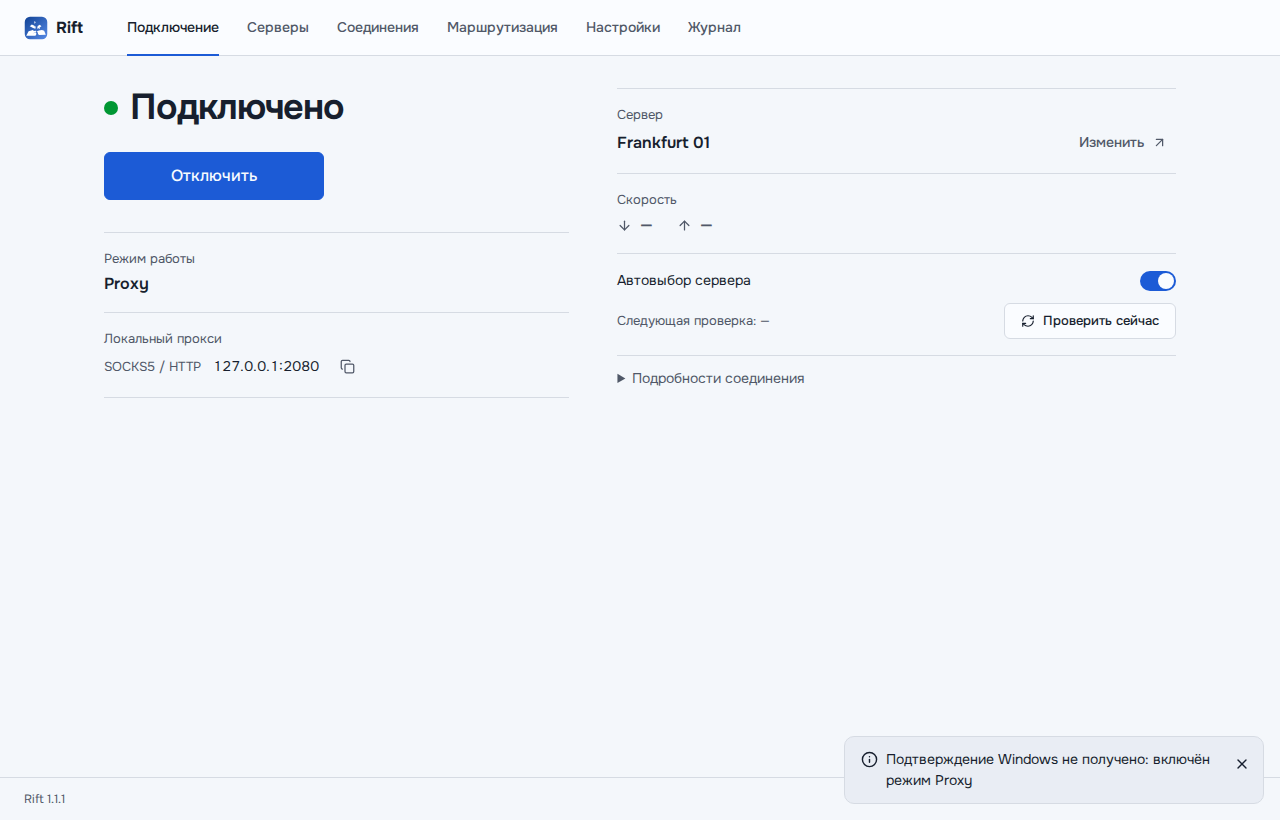 Rift
Подключение
Серверы
Соединения
Маршрутизация
Настройки
Журнал
Подключено
Отключить
Режим работы
Proxy
Локальный прокси
SOCKS5 / HTTP 127.0.0.1:2080
Сервер
Frankfurt 01
Изменить
Скорость
— —
Автовыбор сервера
Следующая проверка: —
Проверить сейчас
Подробности соединения
Подтверждение Windows не получено: включён
режим Proxy
Rift 1.1.1